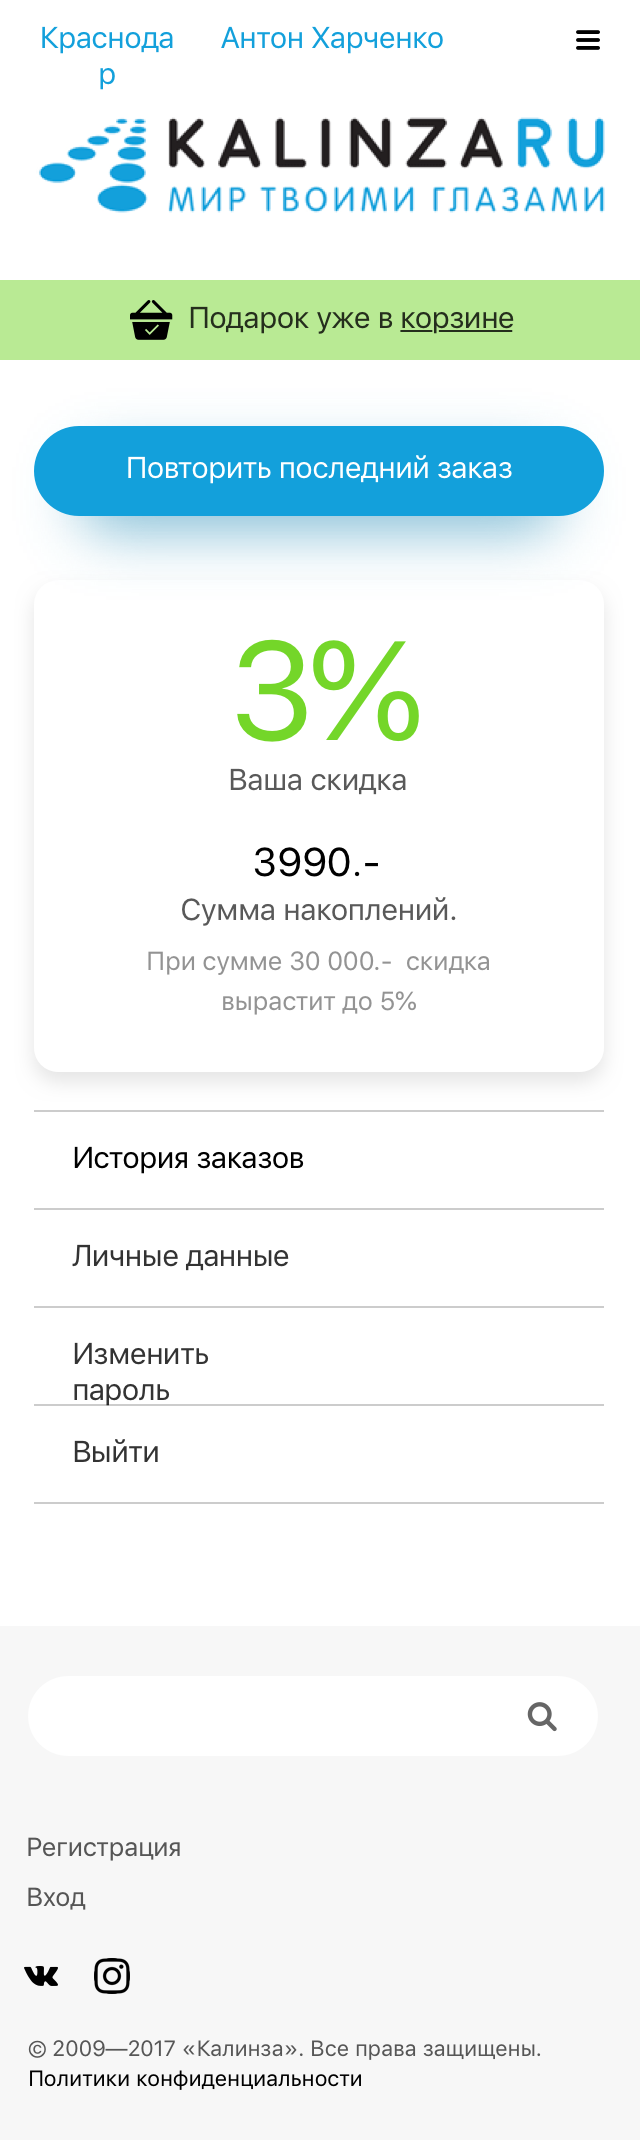 Краснода
р
Антон Харченко
KALINZARU
МИР ТВОИМИ ГЛАЗАМИ
Подарок уже в корзине
Повторить последний заказ
3%
Ваша скидка
3990.-
Сумма накоплений.
При сумме 30 000.- скидка
вырастит до 5%
История заказов
Личные данные
Изменить
пароль
Выйти
Регистрация
Вход
© 2009—2017 «Калинза». Все права защищены.
Политики конфиденциальности